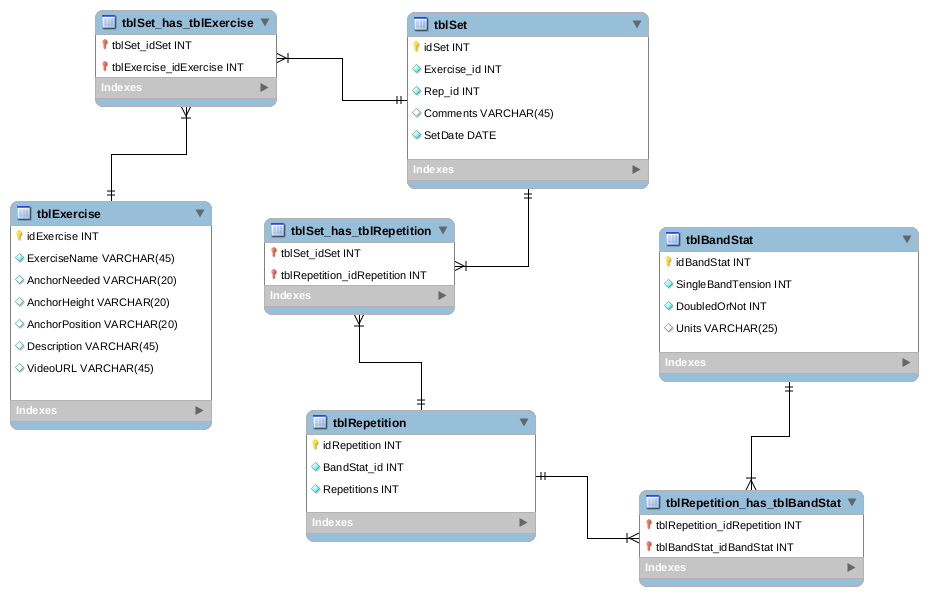 tblSet_has_tblExercise
tblSet_idSet INT
tblExercise_idExercise INT
Indexes
tblSet
idSet INT
Exercise_id INT
Rep_id INT
Comments VARCHAR(45)
SetDate DATE
Indexes
tblExercise
idExercise INT
ExerciseName VARCHAR(45)
AnchorNeeded VARCHAR(20)
AnchorHeight VARCHAR(20)
AnchorPosition VARCHAR(20)
Description VARCHAR(45)
VideoURL VARCHAR(45)
Indexes
tblSet_has_tblRepetition
tblSet_idSet INT
tblRepetition_idRepetition INT
Indexes
tblBandStat
idBandStat INT
SingleBandTension INT
DoubledOrNot INT
Units VARCHAR(25)
Indexes
tblRepetition
idRepetition INT
BandStat_id INT
Repetitions INT
Indexes
tblRepetition_has_tblBandStat
tblRepetition_idRepetition INT
tblBandStat_idBandStat INT
Indexes